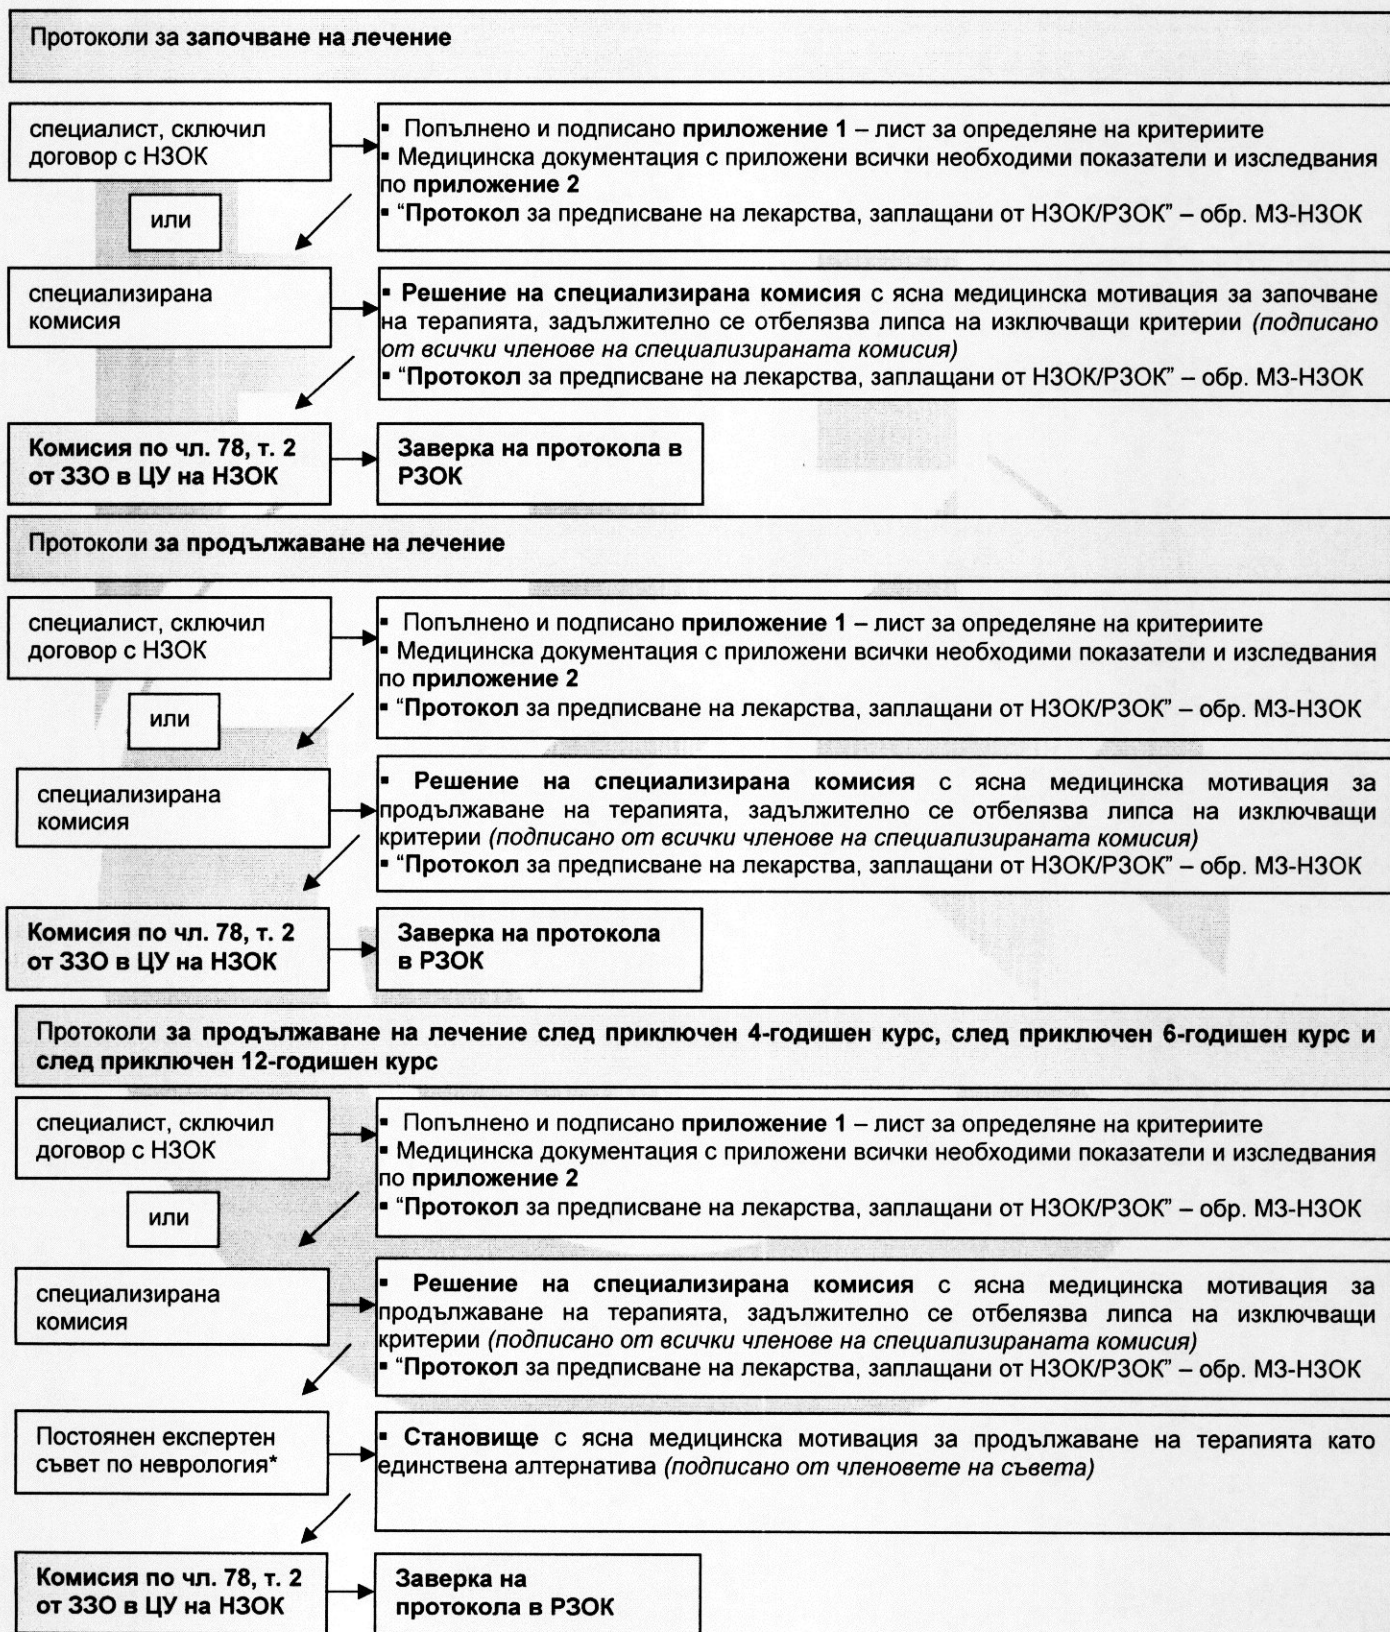 Протоколи за започване на лечение
специалист, сключил
договор с НЗОК
▪ Попълнено и подписано приложение 1 – лист за определяне на критериите
▪ Медицинска документация с приложени всички необходими показатели и изследвания
по приложение 2
▪ “Протокол за предписване на лекарства, заплащани от НЗОК/РЗОК” – обр. МЗ-НЗОК
или
специализирана
комисия
▪ Решение на специализирана комисия с ясна медицинска мотивация за започване
на терапията, задължително се отбелязва липса на изключващи критерии (подписано
от всички членове на специализираната комисия)
▪ “Протокол за предписване на лекарства, заплащани от НЗОК/РЗОК” – обр. МЗ-НЗОК
Комисия по чл. 78, т. 2
от ЗЗО в ЦУ на НЗОК
Заверка на протокола в
РЗОК
Протоколи за продължаване на лечение
специалист, сключил
договор с НЗОК
▪ Попълнено и подписано приложение 1 – лист за определяне на критериите
▪ Медицинска документация с приложени всички необходими показатели и изследвания
по приложение 2
▪ “Протокол за предписване на лекарства, заплащани от НЗОК/РЗОК” – обр. МЗ-НЗОК
или
специализирана
комисия
▪ Решение на специализирана комисия с ясна медицинска мотивация за
продължаване на терапията, задължително се отбелязва липса на изключващи
критерии (подписано от всички членове на специализираната комисия)
▪ “Протокол за предписване на лекарства, заплащани от НЗОК/РЗОК” – обр. МЗ-НЗОК
Комисия по чл. 78, т. 2
от ЗЗО в ЦУ на НЗОК
Заверка на протокола
в РЗОК
Протоколи за продължаване на лечение след приключен 4-годишен курс, след приключен 6-годишен курс и
след приключен 12-годишен курс
специалист, сключил
договор с НЗОК
▪ Попълнено и подписано приложение 1 – лист за определяне на критериите
▪ Медицинска документация с приложени всички необходими показатели и изследвания
по приложение 2
▪ “Протокол за предписване на лекарства, заплащани от НЗОК/РЗОК” – обр. МЗ-НЗОК
или
специализирана
комисия
▪ Решение на специализирана комисия с ясна медицинска мотивация за
продължаване на терапията, задължително се отбелязва липса на изключващи
критерии (подписано от всички членове на специализираната комисия)
▪ “Протокол за предписване на лекарства, заплащани от НЗОК/РЗОК” – обр. МЗ-НЗОК
Постоянен експертен
съвет по неврология*
▪ Становище с ясна медицинска мотивация за продължаване на терапията като
единствена алтернатива (подписано от членовете на съвета)
Комисия по чл. 78, т. 2
от ЗЗО в ЦУ на НЗОК
Заверка на
протокола в РЗОК